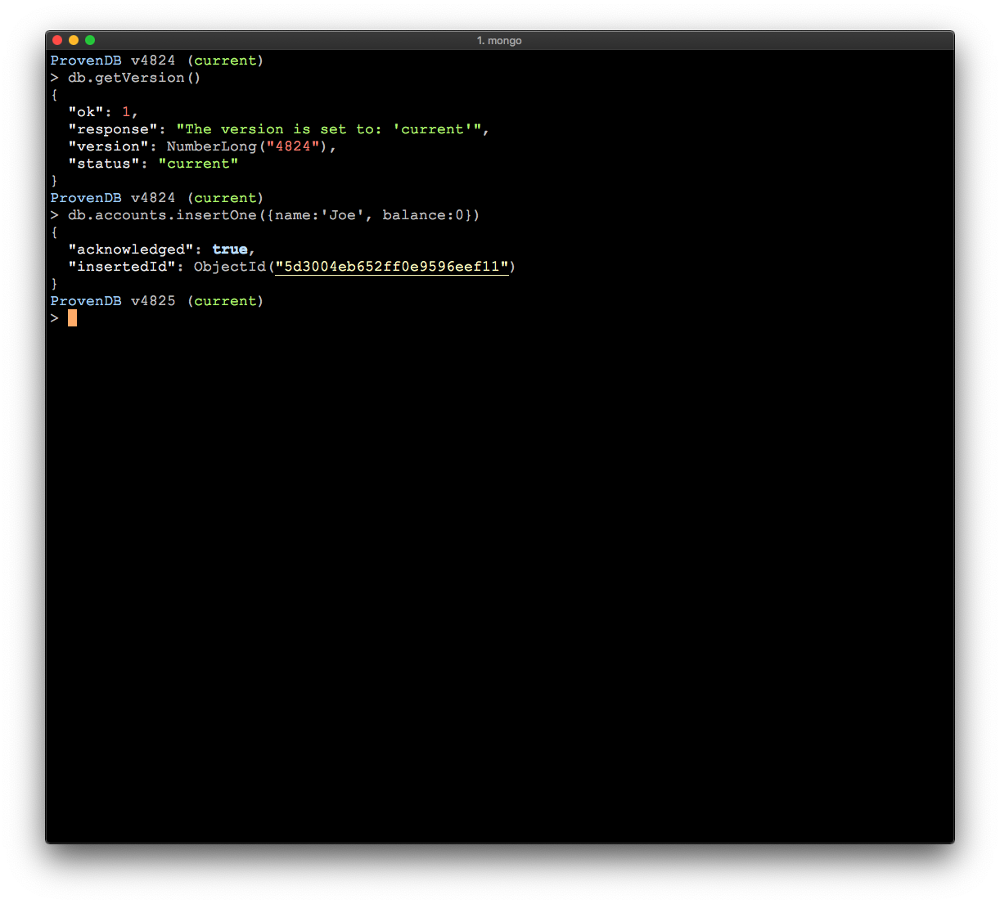 1. mongo
ProvenDB v4824 (current)
> db.getVersion()
{
  "ok": 1,
  "response": "The version is set to: 'current'",
  "version": NumberLong("4824"),
  "status": "current"
}
ProvenDB v4824 (current)
> db.accounts.insertOne({name:'Joe', balance:0})
{
  "acknowledged": true,
  "insertedId": ObjectId("5d3004eb652ff0e9596eef11")
}
ProvenDB v4825 (current)
>